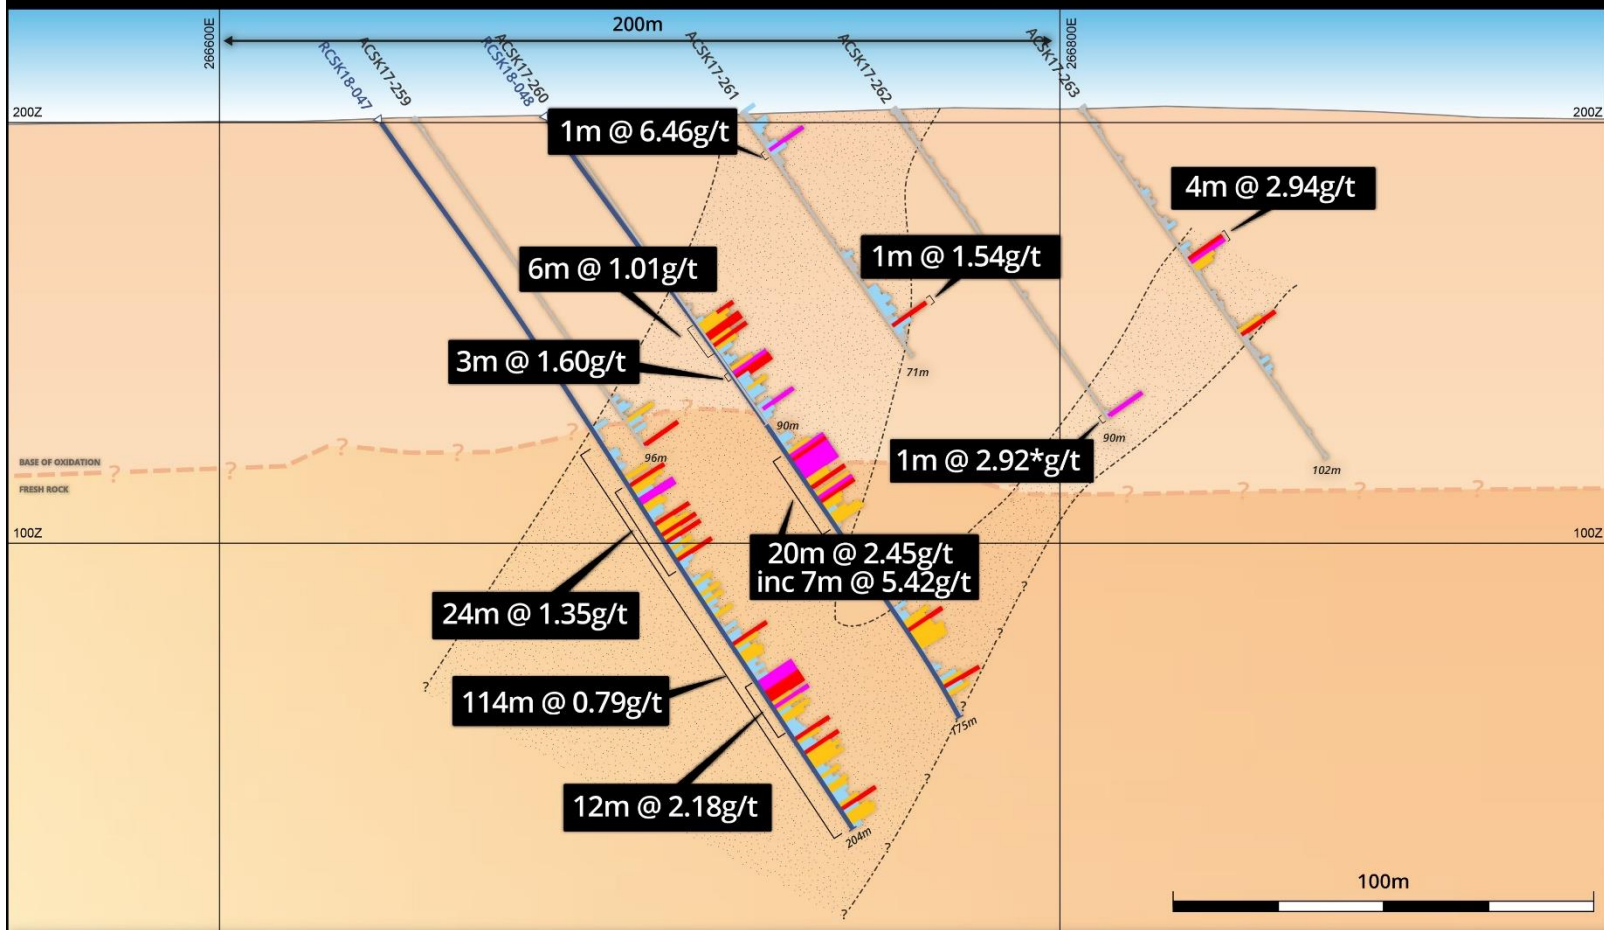 200m
266600E
266800E
RCSK18-047
ACSK17-259
RCSK18-048
ACSK17-260
ACSK17-261
ACSK17-262
ACSK17-263
200Z
200Z
1m @ 6.46g/t
4m @ 2.94g/t
1m @ 1.54g/t
6m @ 1.01g/t
3m @ 1.60g/t
71m
?
?
?
?
90m
90m
96m
1m @ 2.92*g/t
102m
BASE OF OXIDATION
?
?
?
FRESH ROCK
?
?
?
?
100Z
100Z
20m @ 2.45g/t
inc 7m @ 5.42g/t
?
24m @ 1.35g/t
?
?
114m @ 0.79g/t
?
175m
?
12m @ 2.18g/t
204m
?
?
100m